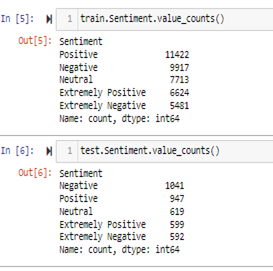 In [5]: 1 train.Sentiment.value_counts()
Out[5]: Sentiment
Positive 11422
Negative 9917
Neutral 7713
Extremely Positive 6624
Extremely Negative 5481
Name: count, dtype: int64
In [6]: 1 test.Sentiment.value_counts()
Out[6]: Sentiment
Negative 1041
Positive 947
Neutral 619
Extremely Positive 599
Extremely Negative 592
Name: count, dtype: int64